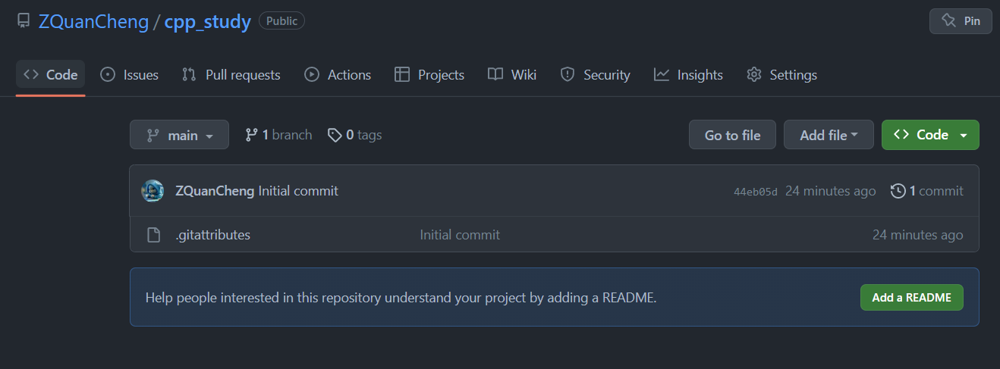 ZQuanCheng / cpp_study Public Pin
Code Issues Pull requests Actions Projects Wiki Security Insights Settings
main 1 branch 0 tags Go to file Add file Code
ZQuanCheng Initial commit 44eb05d 24 minutes ago 1 commit
.gitattributes Initial commit 24 minutes ago
Help people interested in this repository understand your project by adding a README. Add a README